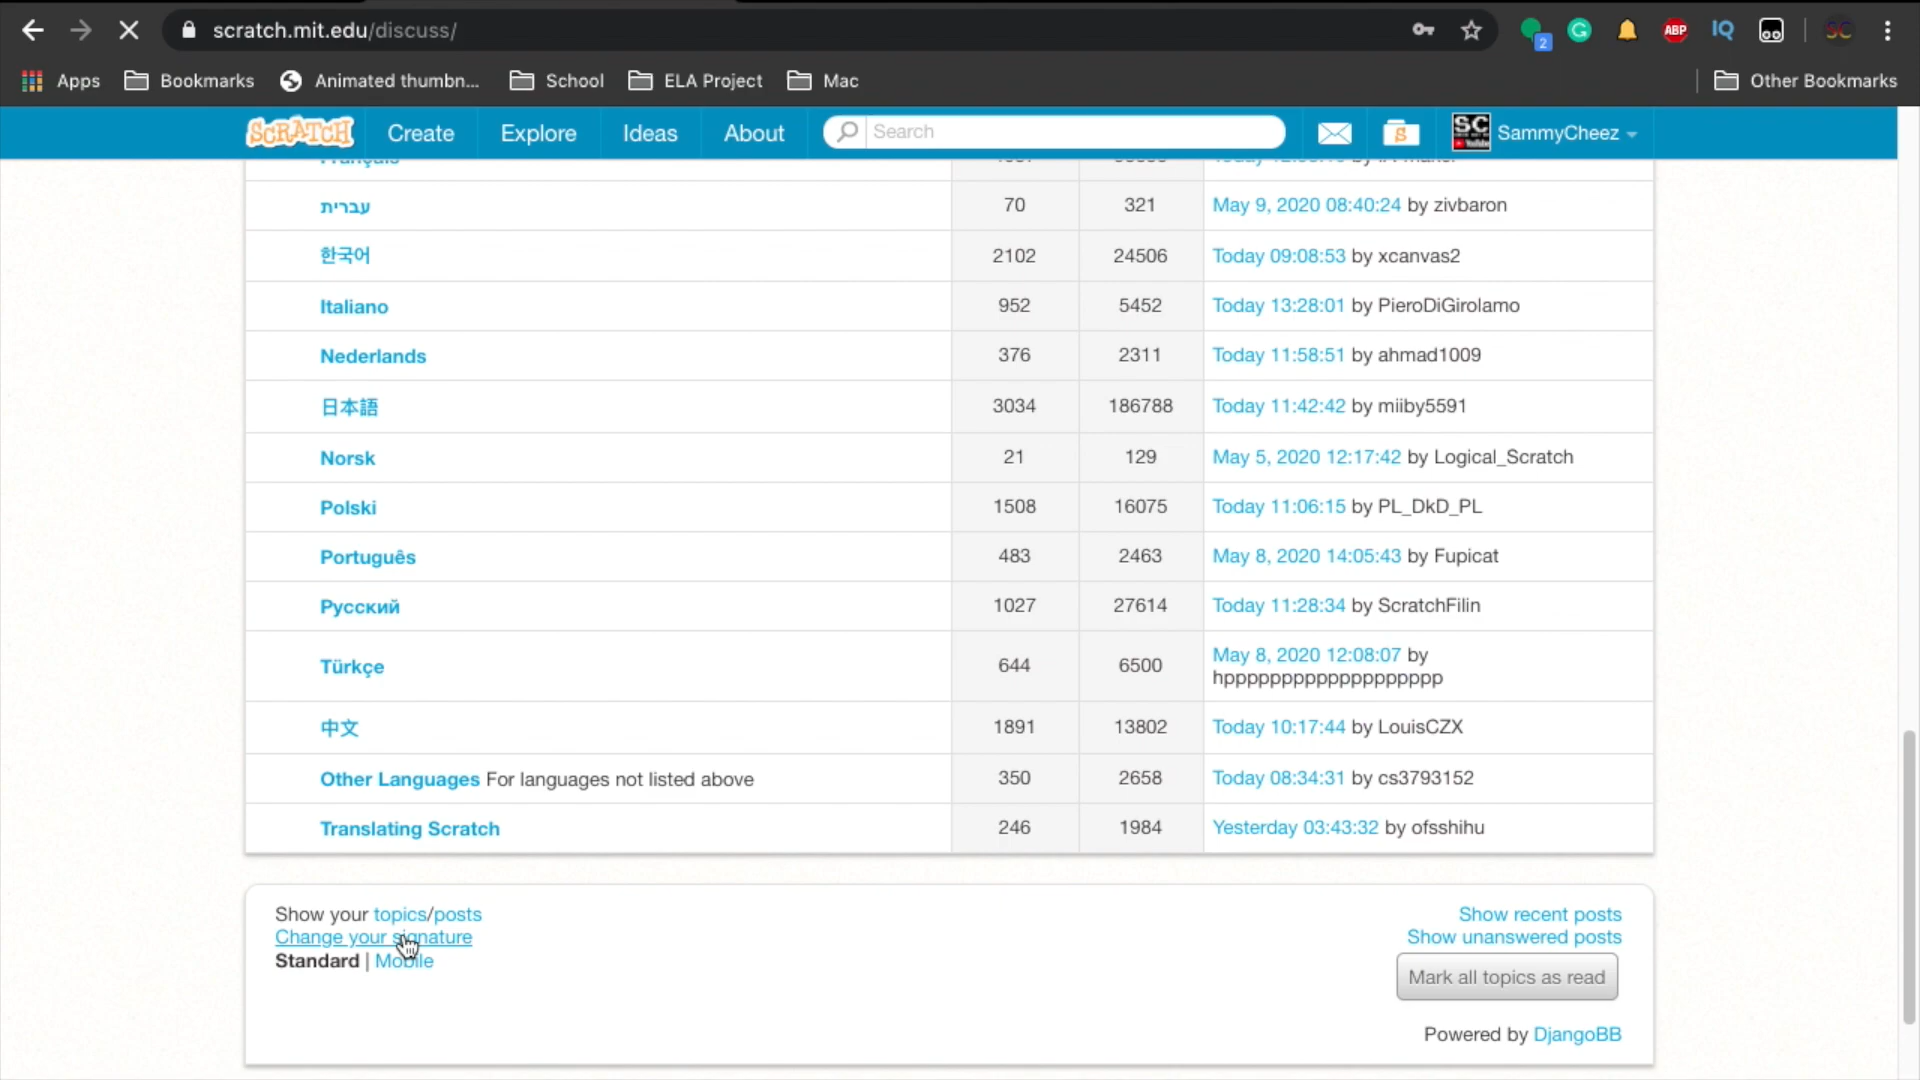 scratch.mit.edu/discuss/
2
G
ABP
IQ
SC
Apps Bookmarks Animated thumbn... School ELA Project Mac Other Bookmarks
SCRATCH Create Explore Ideas About Search S SC SammyCheez
Français
עברית 70 321 May 9, 2020 08:40:24 by zivbaron
한국어 2102 24506 Today 09:08:53 by xcanvas2
Italiano 952 5452 Today 13:28:01 by PieroDiGirolamo
Nederlands 376 2311 Today 11:58:51 by ahmad1009
日本語 3034 186788 Today 11:42:42 by miiby5591
Norsk 21 129 May 5, 2020 12:17:42 by Logical_Scratch
Polski 1508 16075 Today 11:06:15 by PL_DkD_PL
Português 483 2463 May 8, 2020 14:05:43 by Fupicat
Русский 1027 27614 Today 11:28:34 by ScratchFilin
Türkçe 644 6500 May 8, 2020 12:08:07 by
hppppppppppppppppppp
中文 1891 13802 Today 10:17:44 by LouisCZX
Other Languages For languages not listed above 350 2658 Today 08:34:31 by cs3793152
Translating Scratch 246 1984 Yesterday 03:43:32 by ofsshihu
Show your topics/posts
Change your signature
Standard | Mobile
Show recent posts
Show unanswered posts
Mark all topics as read
Powered by DjangoBB